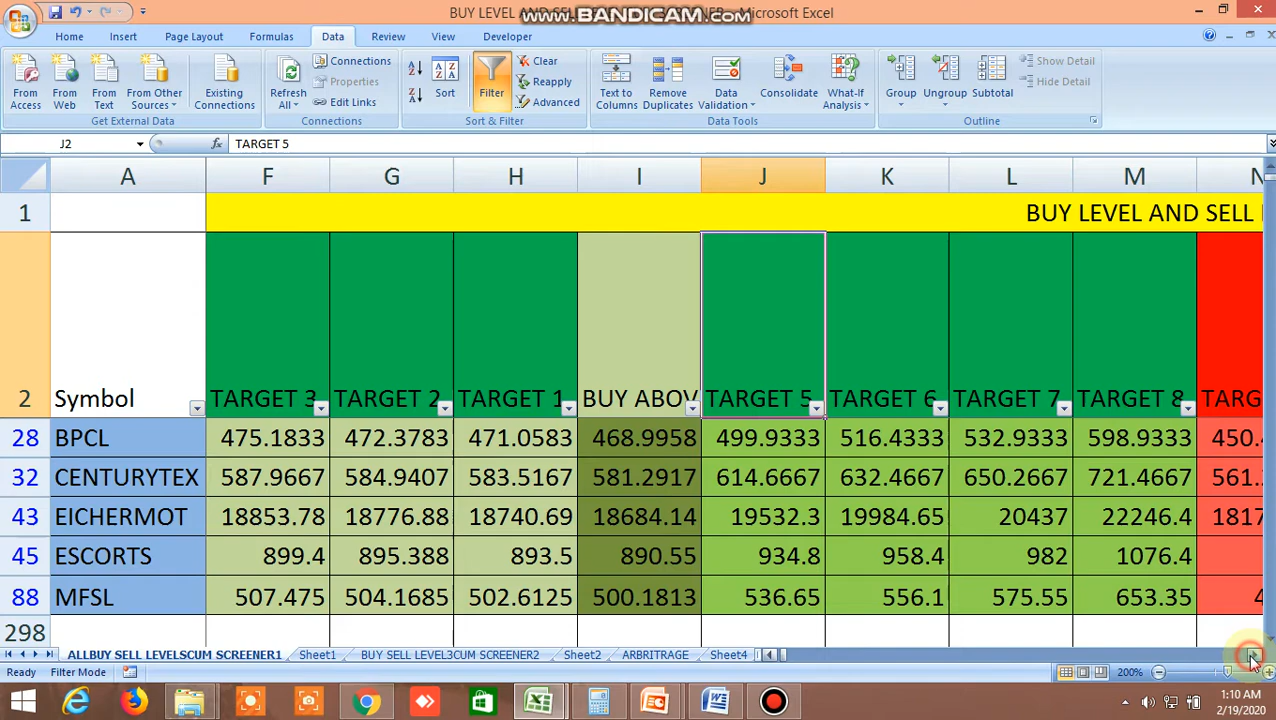 BUY LEVEL AND SELL
www.BANDICAM.com
Microsoft Excel
Home Insert Page Layout Formulas Data Review View Developer
From Access
From Web
From Text
From Other Sources
Existing Connections
Get External Data
Refresh All
Connections
Properties
Edit Links
Connections
Sort
Filter
Clear
Reapply
Advanced
Sort & Filter
Text to Columns
Remove Duplicates
Data Validation
Consolidate
What-If Analysis
Data Tools
Group
Ungroup
Subtotal
Show Detail
Hide Detail
Outline
J2 fx TARGET 5
A F G H I J K L M N
1 BUY LEVEL AND SELL
2 Symbol TARGET 3 TARGET 2 TARGET 1 BUY ABOV TARGET 5 TARGET 6 TARGET 7 TARGET 8 TARG
28 BPCL 475.1833 472.3783 471.0583 468.9958 499.9333 516.4333 532.9333 598.9333 450.
32 CENTURYTEX 587.9667 584.9407 583.5167 581.2917 614.6667 632.4667 650.2667 721.4667 561.
43 EICHERMOT 18853.78 18776.88 18740.69 18684.14 19532.3 19984.65 20437 22246.4 1817
45 ESCORTS 899.4 895.388 893.5 890.55 934.8 958.4 982 1076.4
88 MFSL 507.475 504.1685 502.6125 500.1813 536.65 556.1 575.55 653.35 4
298
ALLBUY SELL LEVELSCUM SCREENER1 Sheet1 BUY SELL LEVEL3CUM SCREENER2 Sheet2 ARBITRAGE Sheet4
Ready Filter Mode 200%
1:10 AM
2/19/2020